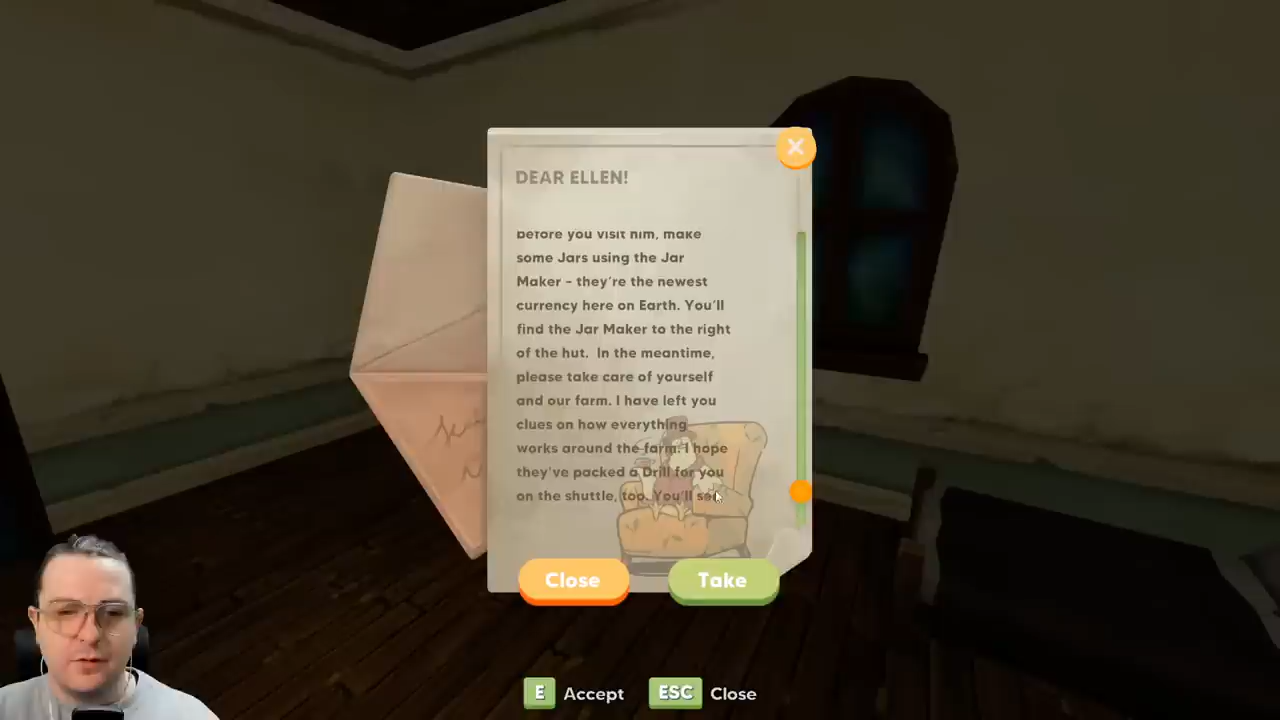 DEAR ELLEN!
before you visit him, make
some Jars using the Jar
Maker - they're the newest
currency here on Earth. You'll
find the Jar Maker to the right
of the hut. In the meantime,
please take care of yourself
and our farm. I have left you
clues on how everything
works around the farm. I hope
they've packed a Drill for you
on the shuttle, too. You'll
Close
Take
E Accept
ESC Close